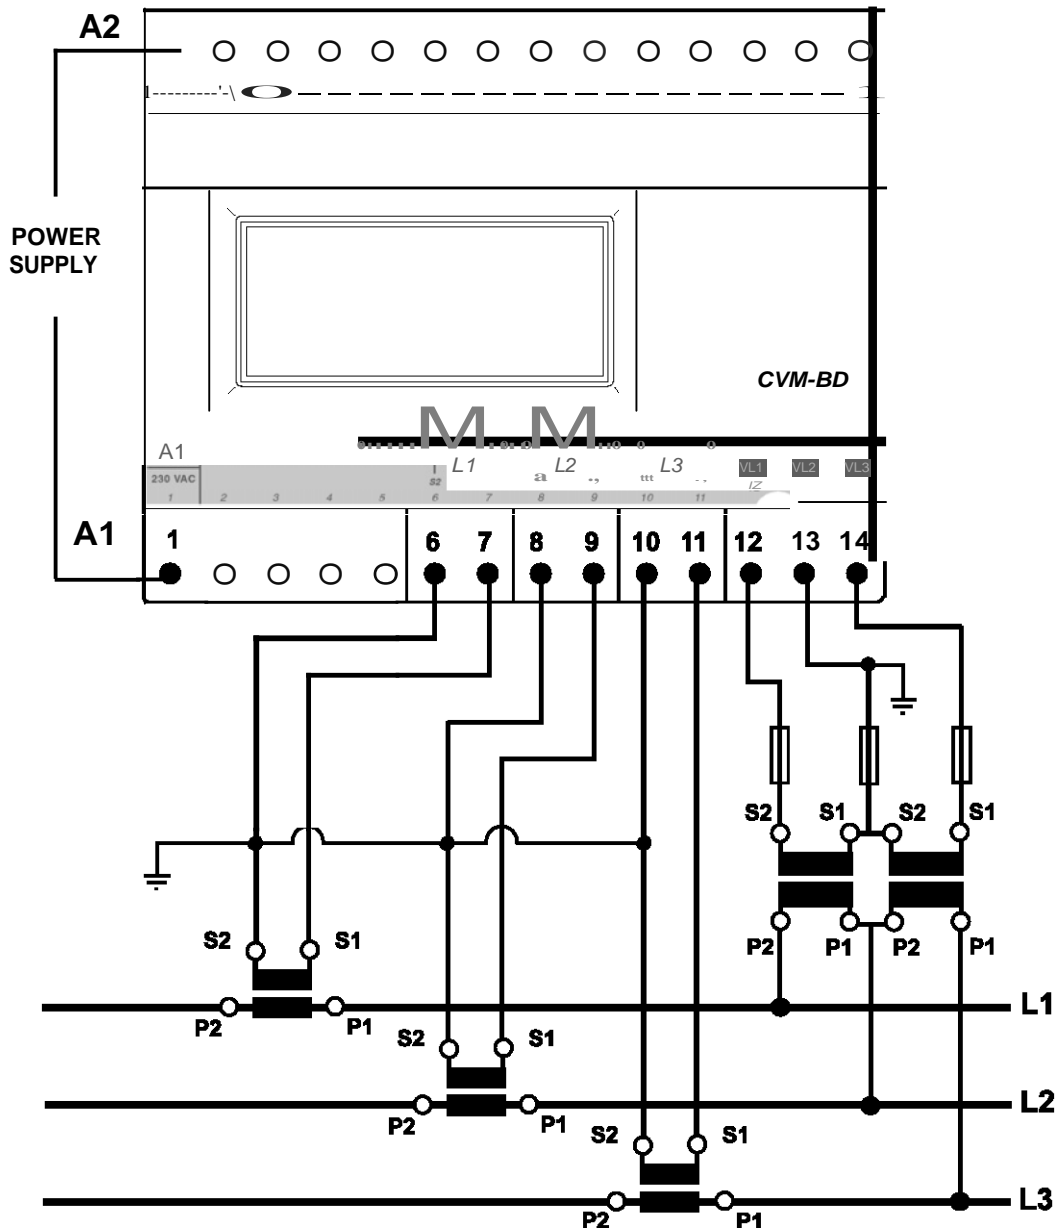 A2
POWER
SUPPLY
CVM-BD
A1 L1 L2 L3 VL1 VL2 VL3
230 VAC S2 IZ
1 2 3 4 5 6 7 8 9 10 11
A1 1 6 7 8 9 10 11 12 13 14
S2 S1 S2 S1
S2 S1 P2 P1 P2 P1
P2 P1 L1
S2 S1
P2 P1 L2
S2 S1
P2 P1 L3